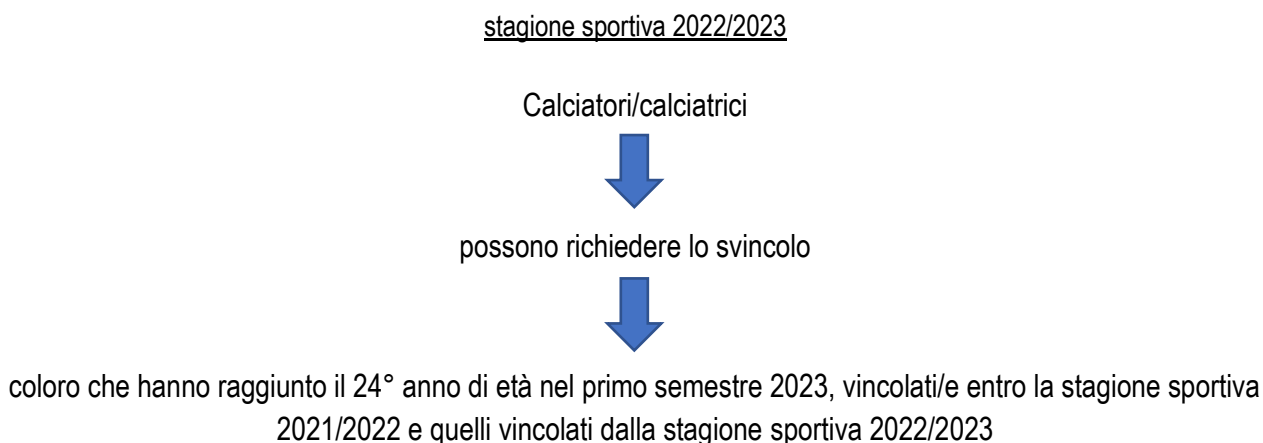 stagione sportiva 2022/2023
Calciatori/calciatrici
possono richiedere lo svincolo
coloro che hanno raggiunto il 24° anno di età nel primo semestre 2023, vincolati/e entro la stagione sportiva
2021/2022 e quelli vincolati dalla stagione sportiva 2022/2023